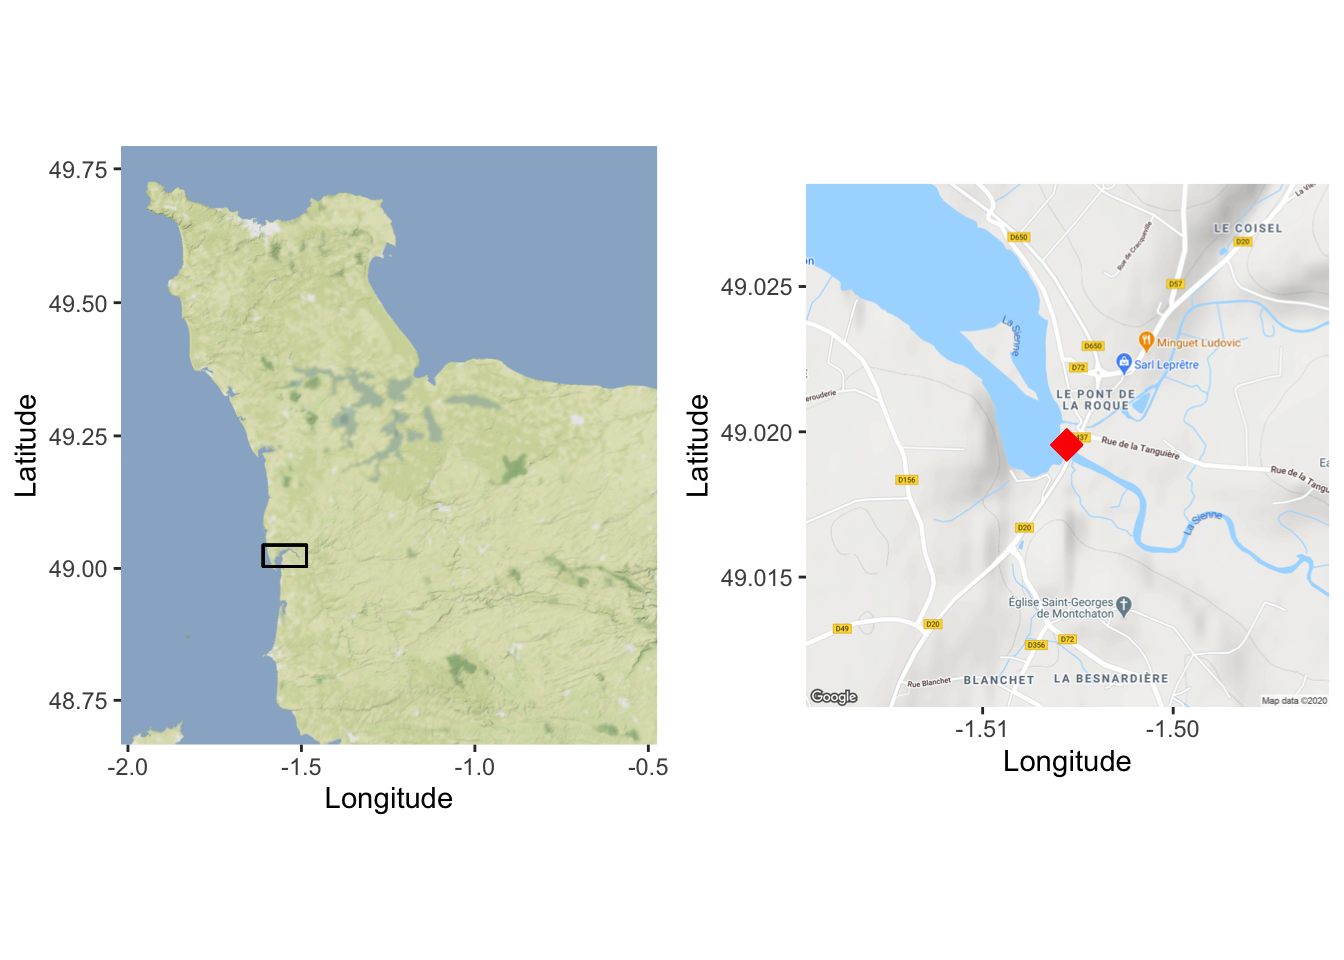 49.75
49.50
49.25
49.00
48.75
Latitude
-2.0
-1.5
-1.0
-0.5
Longitude
Latitude
49.025
49.020
49.015
-1.51
-1.50
Longitude
D650
Rue de Cracqueville
LE COISEL
D20
D57
La Sienne
D650
Minguet Ludovic
D72
Sarl Leprêtre
LE PONT DE
LA ROQUE
Rue de la Tanguière
D156
D20
La Sienne
Église Saint-Georges
de Montchaton
D49
D20
D356
D72
Rue Blanchet
BLANCHET
LA BESNARDIÈRE
Google
Map data ©2020